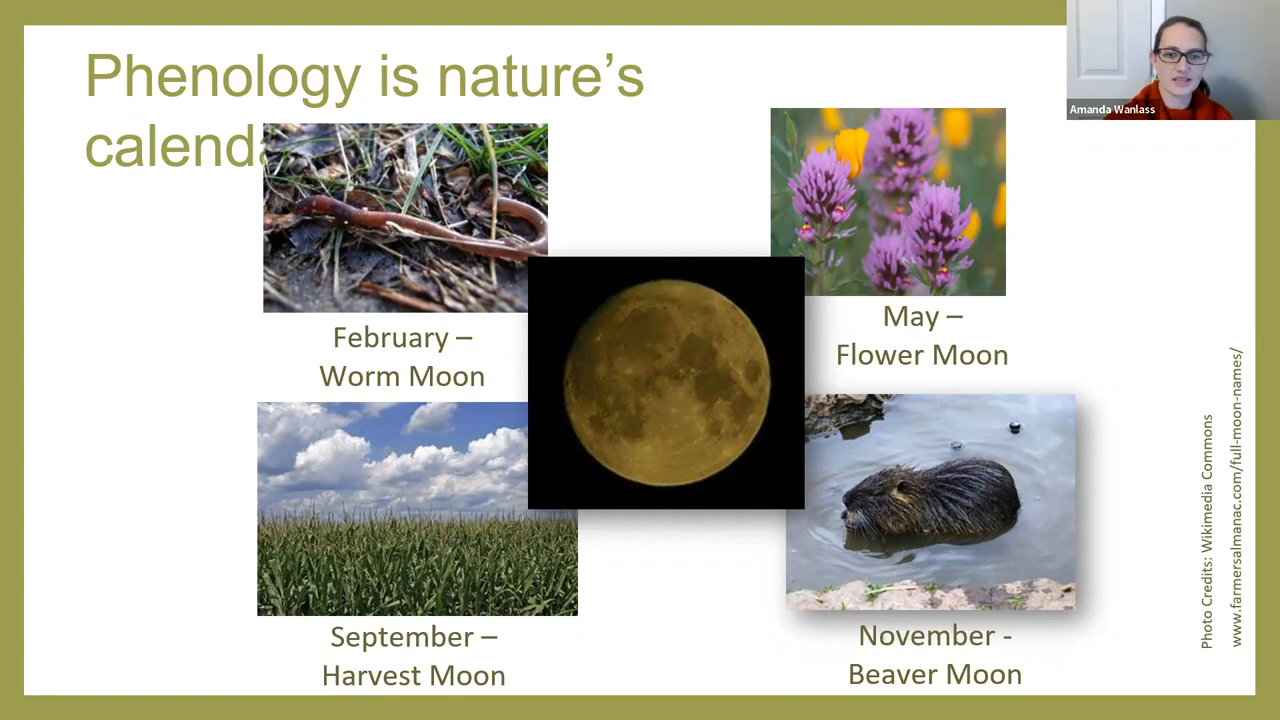 Phenology is nature’s
calenda
Amanda Wanlass
February –
Worm Moon
May –
Flower Moon
September –
Harvest Moon
November -
Beaver Moon
Photo Credits: Wikimedia Commons
www.farmersalmanac.com/full-moon-names/